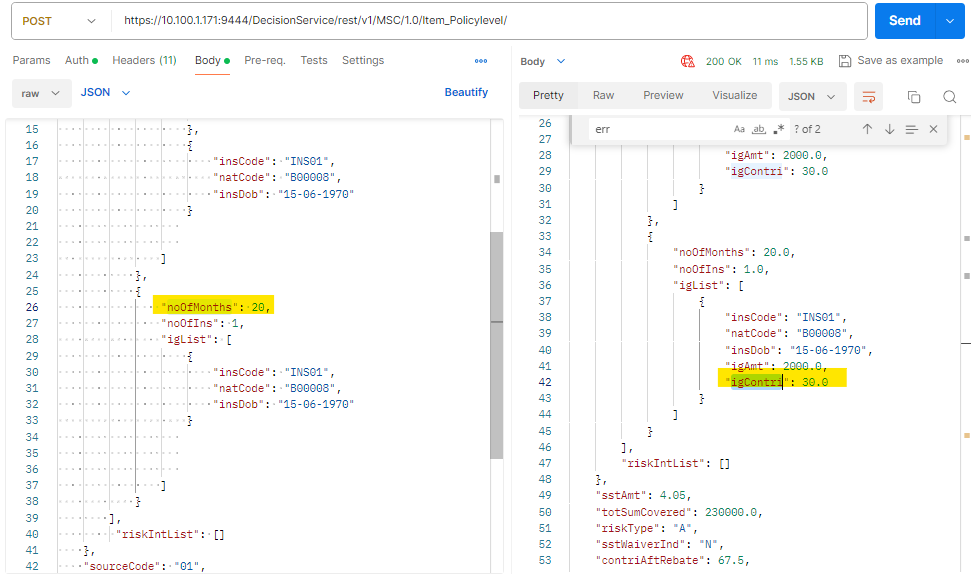 POST https://10.100.1.171:9444/DecisionService/rest/v1/MSC/1.0/Item_Policylevel/ Send
Params Auth Headers (11) Body Pre-req. Tests Settings
raw JSON Beautify
15 },
16 {
17 "insCode": "INS01",
18 "natCode": "B00008",
19 "insDob": "15-06-1970"
20 }
21
22
23 ]
24 },
25 {
26 "noOfMonths": 20,
27 "noOfIns": 1,
28 "igList": [
29 {
30 "insCode": "INS01",
31 "natCode": "B00008",
32 "insDob": "15-06-1970"
33 }
34
35
36
37 ]
38 }
39 ],
40 "riskIntList": []
41 },
42 "sourceCode": "01",
Body 200 OK 11 ms 1.55 KB Save as example
Pretty Raw Preview Visualize JSON
err Aa ab, .* ? of 2
26
27
28 "igAmt": 2000.0,
29 "igContri": 30.0
30 }
31 ]
32 },
33 {
34 "noOfMonths": 20.0,
35 "noOfIns": 1.0,
36 "igList": [
37 {
38 "insCode": "INS01",
39 "natCode": "B00008",
40 "insDob": "15-06-1970",
41 "igAmt": 2000.0,
42 "igContri": 30.0
43 }
44 ]
45 }
46 ],
47 "riskIntList": []
48 },
49 "sstAmt": 4.05,
50 "totSumCovered": 230000.0,
51 "riskType": "A",
52 "sstWaiverInd": "N",
53 "contriAftRebate": 67.5,